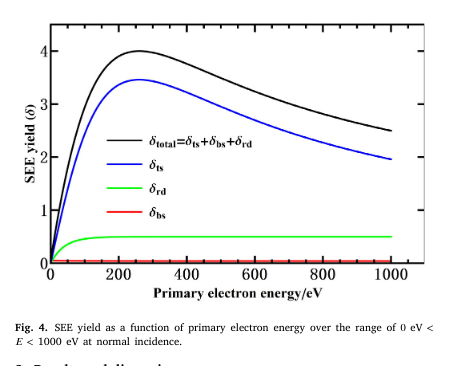 4
3
2
1
0
SEE yield (δ)
δtotal=δts+δbs+δrd
δts
δrd
δbs
0 200 400 600 800 1000
Primary electron energy/eV
Fig. 4. SEE yield as a function of primary electron energy over the range of 0 eV <
E < 1000 eV at normal incidence.